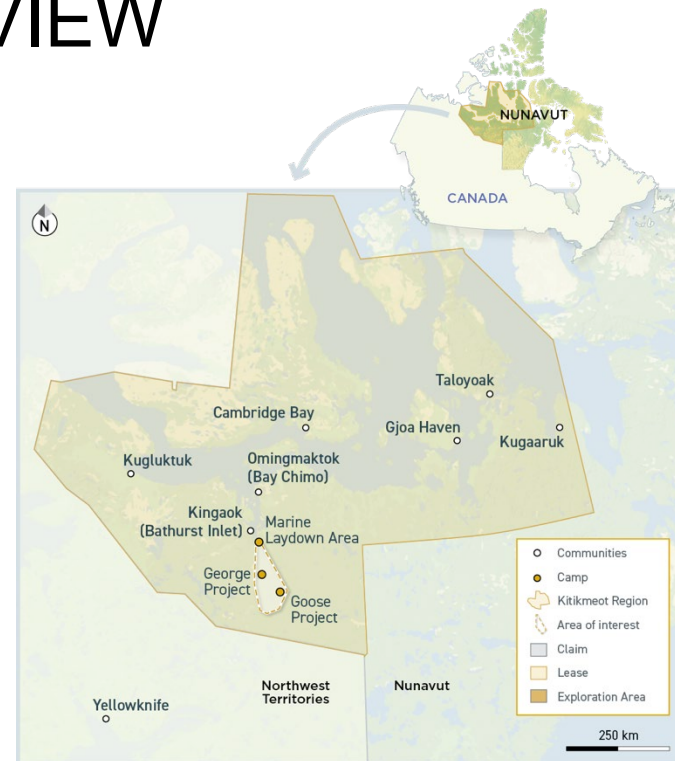 VIEW
NUNAVUT
CANADA
N
Taloyoak
Cambridge Bay
Gjoa Haven
Kugaaruk
Kugluktuk
Omingmaktok
(Bay Chimo)
Kingaok
(Bathurst Inlet)
Marine
Laydown Area
George
Project
Goose
Project
Communities
Camp
Kitikmeot Region
Area of interest
Claim
Lease
Exploration Area
Northwest
Territories
Nunavut
Yellowknife
250 km